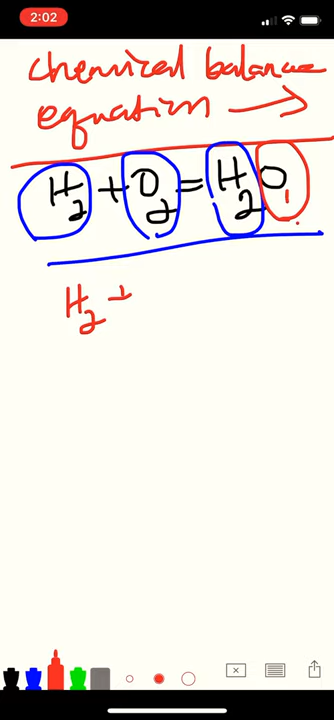 2:02
chemical balance
equation →
H₂ + O₂ = H₂O₁
H₂ +